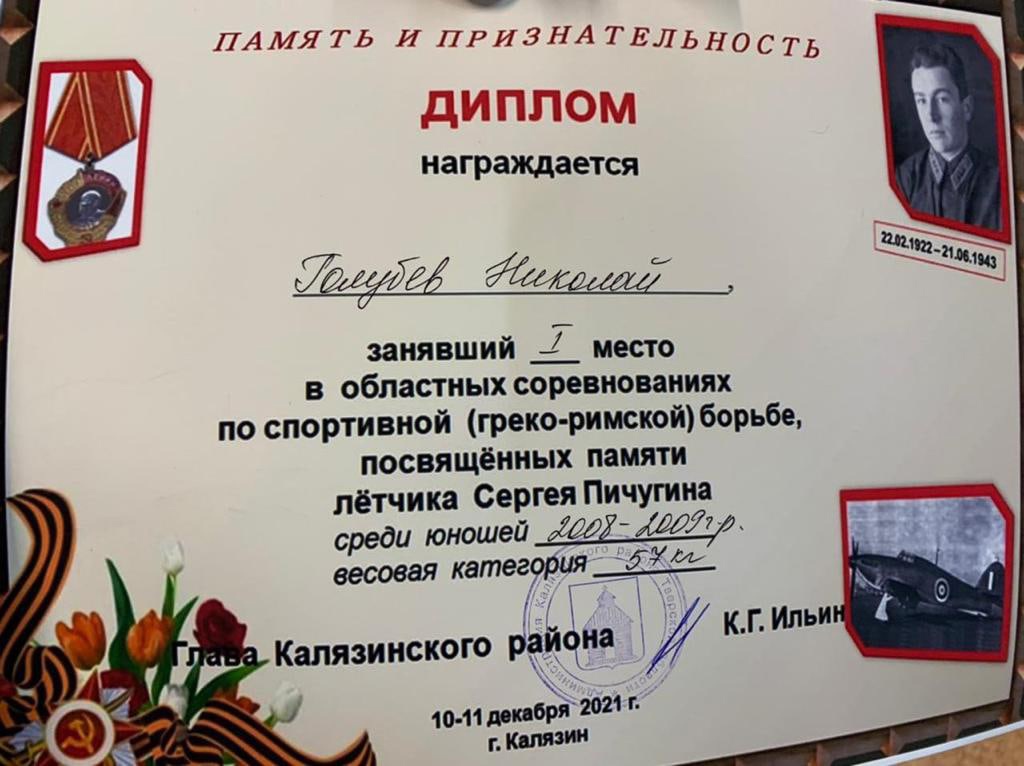 ПАМЯТЬ И ПРИЗНАТЕЛЬНОСТЬ
ДИПЛОМ
награждается
22.02.1922 – 21.06.1943
Голубев Николай,
занявший I место
в областных соревнованиях
по спортивной (греко-римской) борьбе,
посвящённых памяти
лётчика Сергея Пичугина
среди юношей 2008-2009г.р.
весовая категория 57 кг
Глава Калязинского района К.Г. Ильин
10-11 декабря 2021 г.
г. Калязин